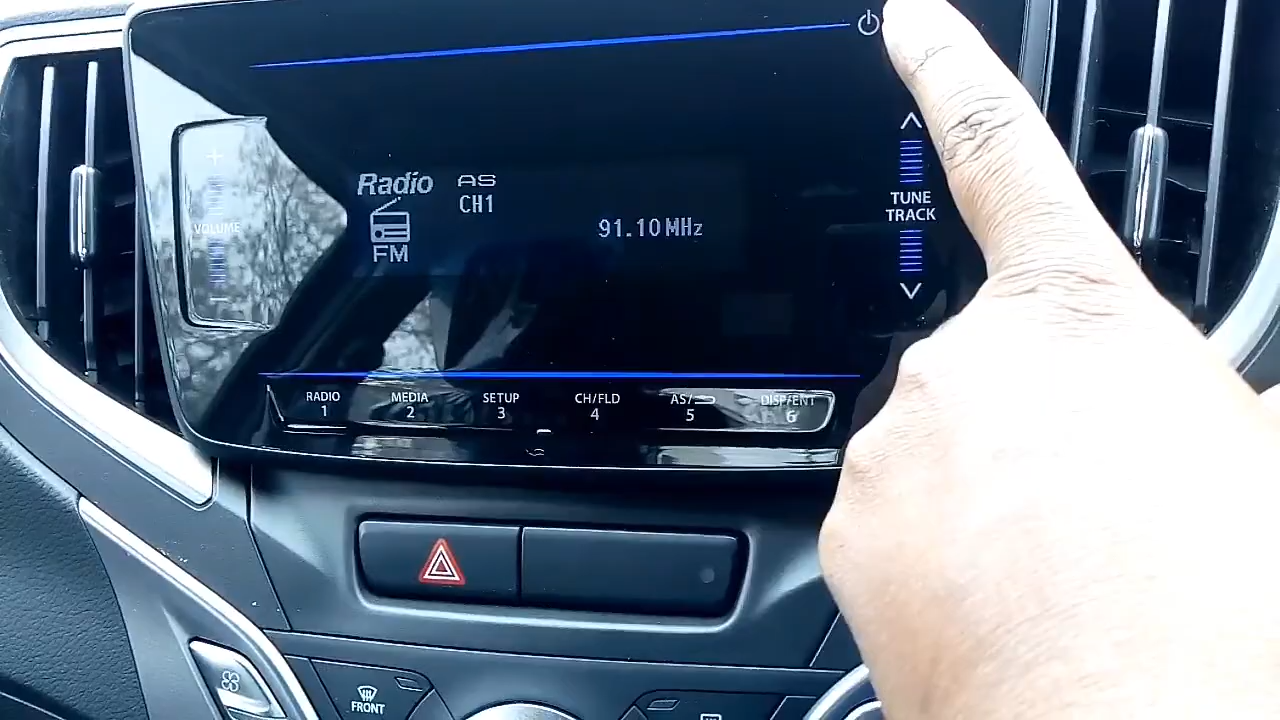 Radio AS
CH1
91.10 MHz
FM
+
VOLUME
TUNE
TRACK
RADIO MEDIA SETUP CH/FLD AS/ DISP/ENT
1 2 3 4 5 6
FRONT